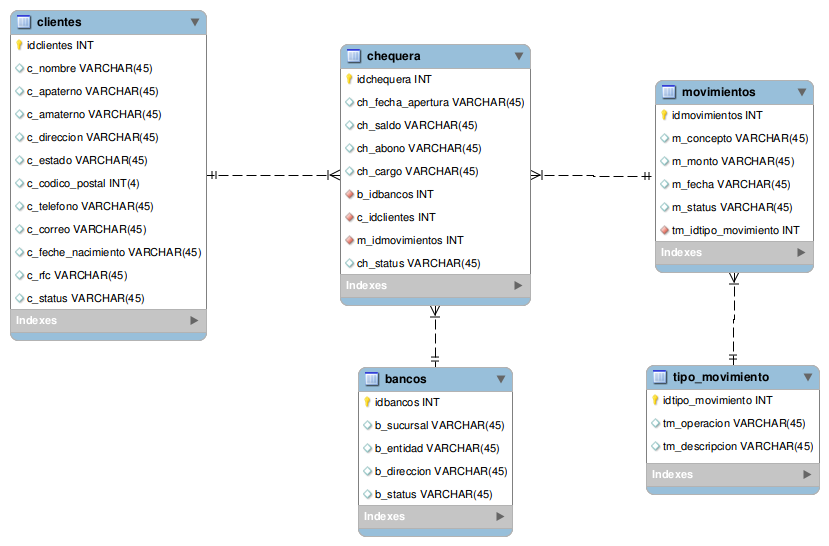 clientes
idclientes INT
c_nombre VARCHAR(45)
c_apaterno VARCHAR(45)
c_amaterno VARCHAR(45)
c_direccion VARCHAR(45)
c_estado VARCHAR(45)
c_codico_postal INT(4)
c_telefono VARCHAR(45)
c_correo VARCHAR(45)
c_feche_nacimiento VARCHAR(45)
c_rfc VARCHAR(45)
c_status VARCHAR(45)
Indexes
chequera
idchequera INT
ch_fecha_apertura VARCHAR(45)
ch_saldo VARCHAR(45)
ch_abono VARCHAR(45)
ch_cargo VARCHAR(45)
b_idbancos INT
c_idclientes INT
m_idmovimientos INT
ch_status VARCHAR(45)
Indexes
movimientos
idmovimientos INT
m_concepto VARCHAR(45)
m_monto VARCHAR(45)
m_fecha VARCHAR(45)
m_status VARCHAR(45)
tm_idtipo_movimiento INT
Indexes
bancos
idbancos INT
b_sucursal VARCHAR(45)
b_entidad VARCHAR(45)
b_direccion VARCHAR(45)
b_status VARCHAR(45)
Indexes
tipo_movimiento
idtipo_movimiento INT
tm_operacion VARCHAR(45)
tm_descripcion VARCHAR(45)
Indexes